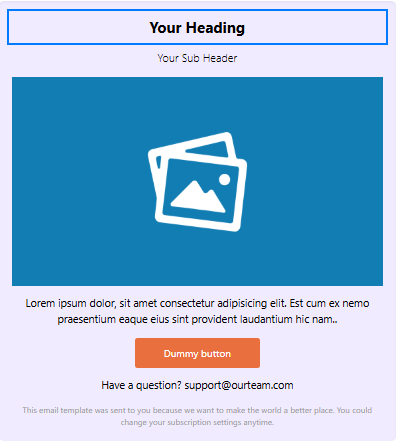 Your Heading
Your Sub Header
Lorem ipsum dolor, sit amet consectetur adipisicing elit. Est cum ex nemo
praesentium eaque eius sint provident laudantium hic nam..
Dummy button
Have a question? support@ourteam.com
This email template was sent to you because we want to make the world a better place. You could
change your subscription settings anytime.